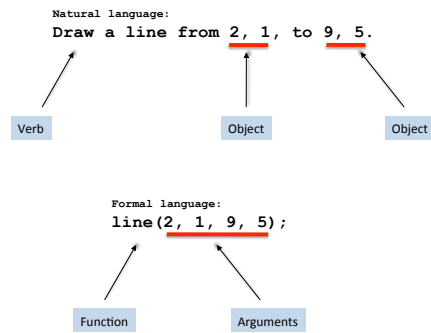 Natural language:
Draw a line from 2, 1, to 9, 5.
Verb Object Object
Formal language:
line(2, 1, 9, 5);
Function Arguments